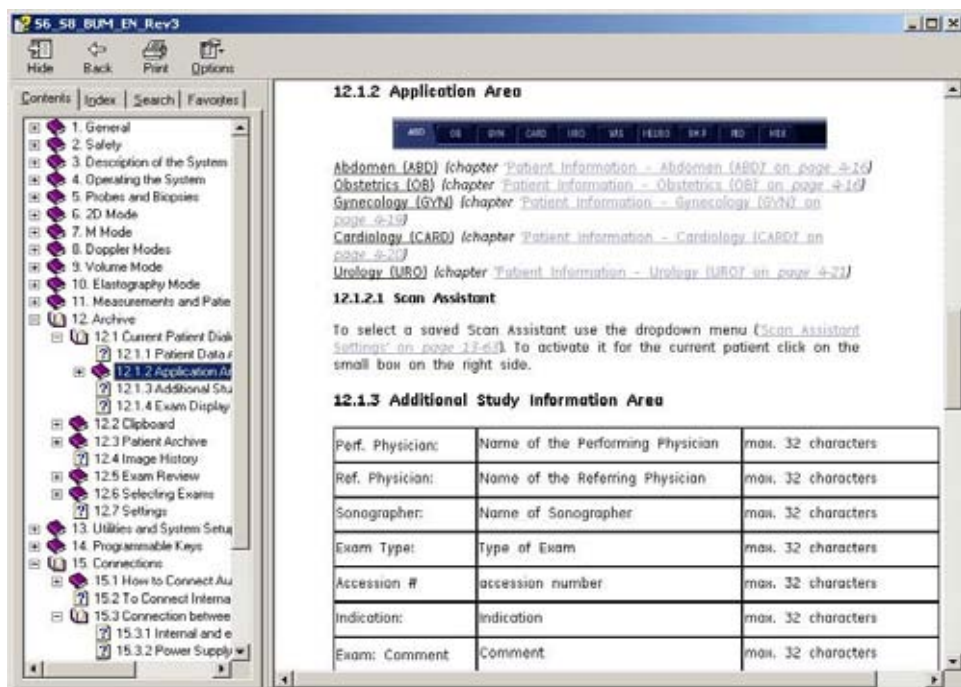 S6_S8_BUM_EN_Rev3
Hide Back Print Options
Contents Index Search Favorites
1. General
2. Safety
3. Description of the System
4. Operating the System
5. Probes and Biopsies
6. 2D Mode
7. M Mode
8. Doppler Modes
9. Volume Mode
10. Elastography Mode
11. Measurements and Patie
12. Archive
12.1 Current Patient Dialo
12.1.1 Patient Data A
12.1.2 Application Ar
12.1.3 Additional Stu
12.1.4 Exam Display
12.2 Clipboard
12.3 Patient Archive
12.4 Image History
12.5 Exam Review
12.6 Selecting Exams
12.7 Settings
13. Utilities and System Setup
14. Programmable Keys
15. Connections
15.1 How to Connect Au
15.2 To Connect Interna
15.3 Connection betwee
15.3.1 Internal and e
15.3.2 Power Supply
12.1.2 Application Area
ABD OB GYN CARD URO VAS NEURO SM.P PED MSK
Abdomen (ABD) (chapter 'Patient Information - Abdomen (ABD)' on page 4-16)
Obstetrics (OB) (chapter 'Patient Information - Obstetrics (OB)' on page 4-16)
Gynecology (GYN) (chapter 'Patient Information - Gynecology (GYN)' on
page 4-19)
Cardiology (CARD) (chapter 'Patient Information - Cardiology (CARD)' on
page 4-20)
Urology (URO) (chapter 'Patient Information - Urology (URO)' on page 4-21)
12.1.2.1 Scan Assistant
To select a saved Scan Assistant use the dropdown menu ('Scan Assistant
Settings' on page 13-63). To activate it for the current patient click on the
small box on the right side.
12.1.3 Additional Study Information Area
Perf. Physician: Name of the Performing Physician max. 32 characters
Ref. Physician: Name of the Referring Physician max. 32 characters
Sonographer: Name of Sonographer max. 32 characters
Exam Type: Type of Exam max. 32 characters
Accession # accession number max. 32 characters
Indication: Indication max. 32 characters
Exam: Comment Comment max. 32 characters